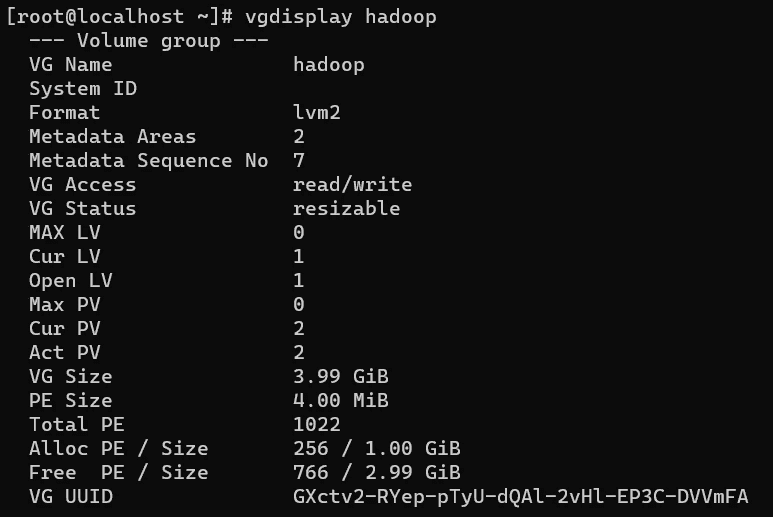 [root@localhost ~]# vgdisplay hadoop
  --- Volume group ---
  VG Name               hadoop
  System ID
  Format                lvm2
  Metadata Areas        2
  Metadata Sequence No  7
  VG Access             read/write
  VG Status             resizable
  MAX LV                0
  Cur LV                1
  Open LV               1
  Max PV                0
  Cur PV                2
  Act PV                2
  VG Size               3.99 GiB
  PE Size               4.00 MiB
  Total PE              1022
  Alloc PE / Size       256 / 1.00 GiB
  Free  PE / Size       766 / 2.99 GiB
  VG UUID               GXctv2-RYep-pTyU-dQAl-2vHl-EP3C-DVVmFA